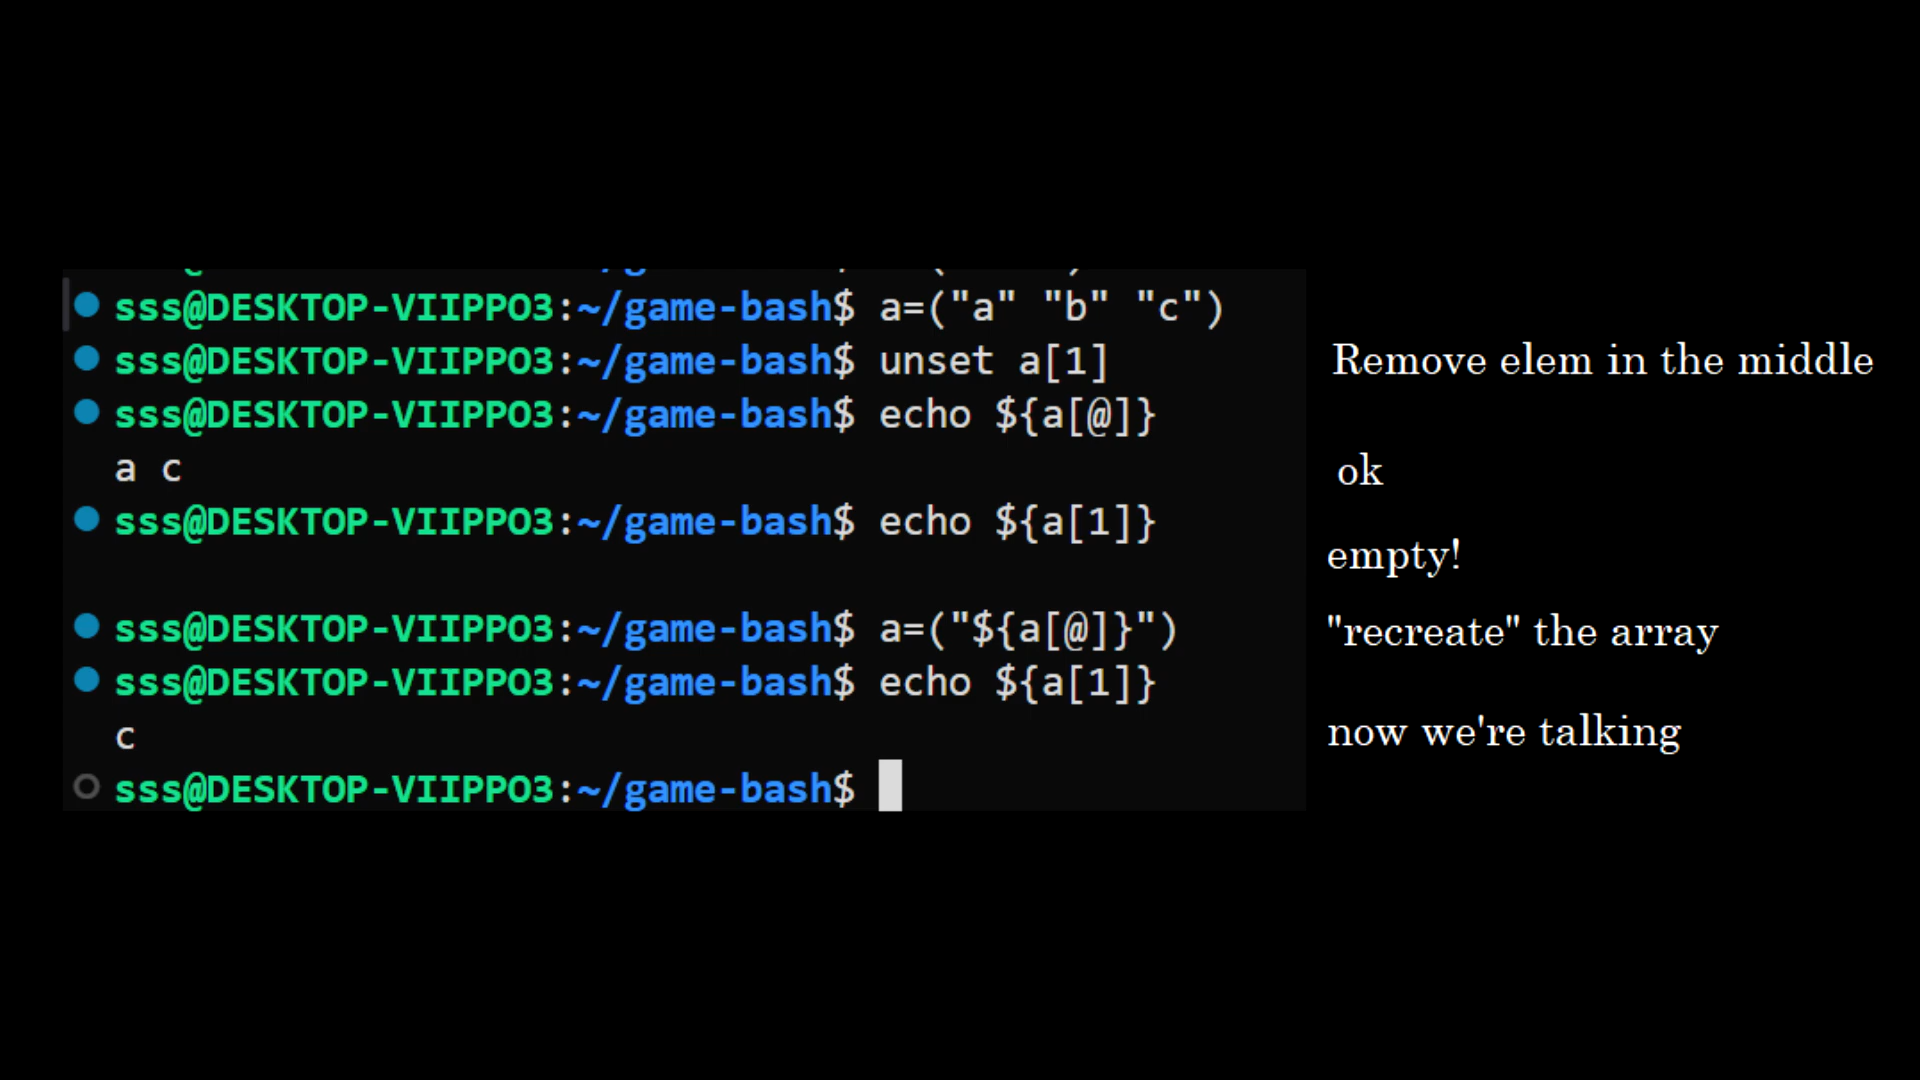 sss@DESKTOP-VIIPPO3:~/game-bash$ a=("a" "b" "c")
sss@DESKTOP-VIIPPO3:~/game-bash$ unset a[1]
Remove elem in the middle
sss@DESKTOP-VIIPPO3:~/game-bash$ echo ${a[@]}
a c
ok
sss@DESKTOP-VIIPPO3:~/game-bash$ echo ${a[1]}
empty!
sss@DESKTOP-VIIPPO3:~/game-bash$ a=("${a[@]}")
"recreate" the array
sss@DESKTOP-VIIPPO3:~/game-bash$ echo ${a[1]}
c
now we're talking
sss@DESKTOP-VIIPPO3:~/game-bash$